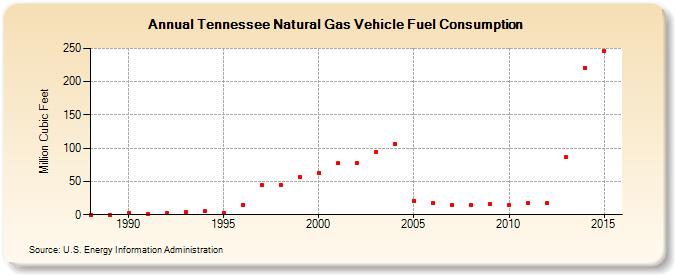 Annual Tennessee Natural Gas Vehicle Fuel Consumption
Million Cubic Feet
250
200
150
100
50
0
1990 1995 2000 2005 2010 2015
Source: U.S. Energy Information Administration